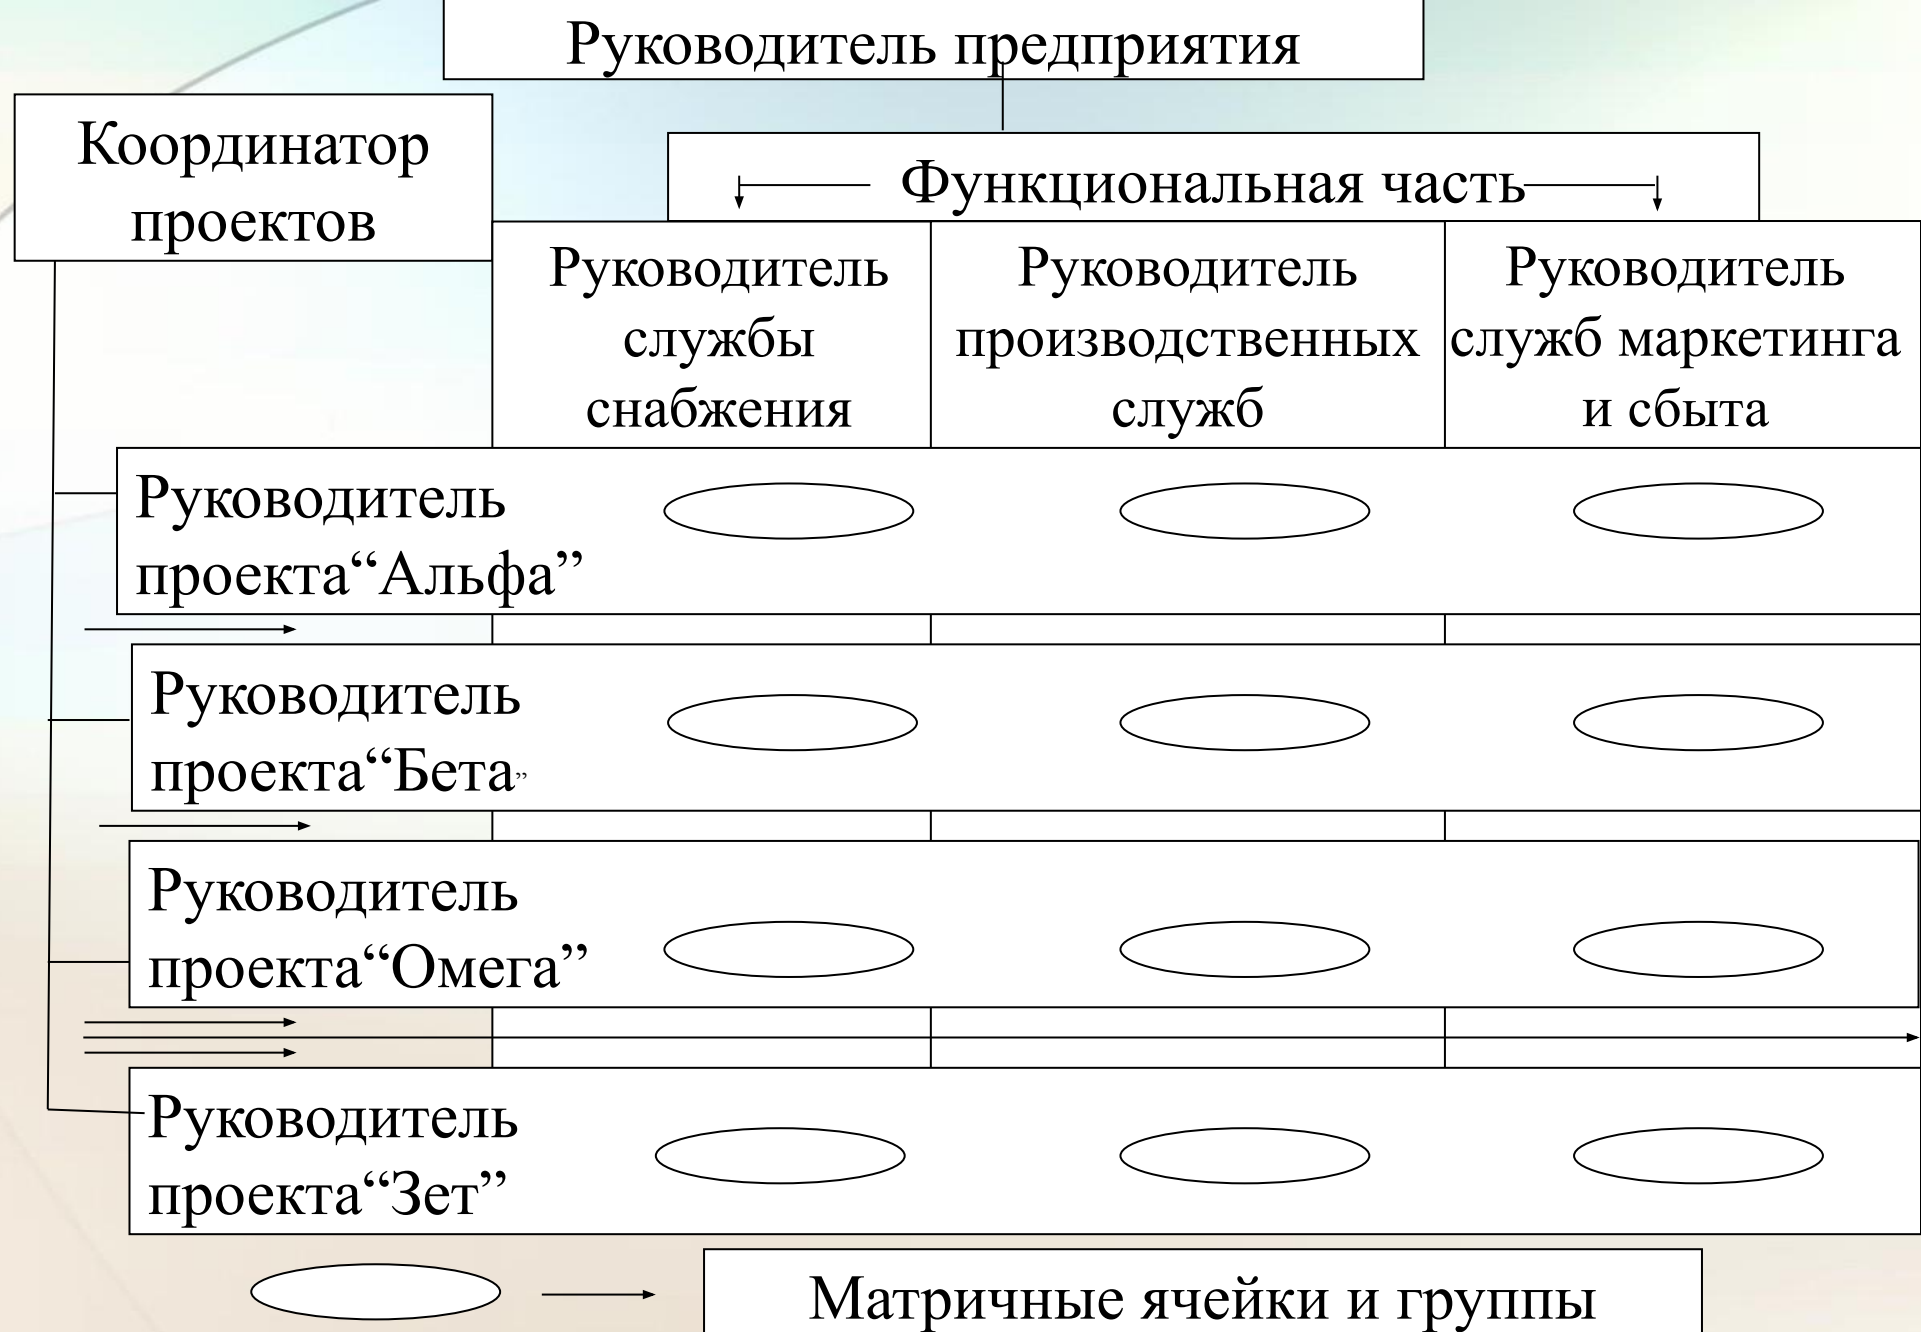 Руководитель предприятия
Координатор
проектов
Функциональная часть
Руководитель
службы
снабжения
Руководитель
производственных
служб
Руководитель
служб маркетинга
и сбыта
Руководитель
проекта“Альфа”
Руководитель
проекта“Бета”
Руководитель
проекта“Омега”
Руководитель
проекта“Зет”
Матричные ячейки и группы